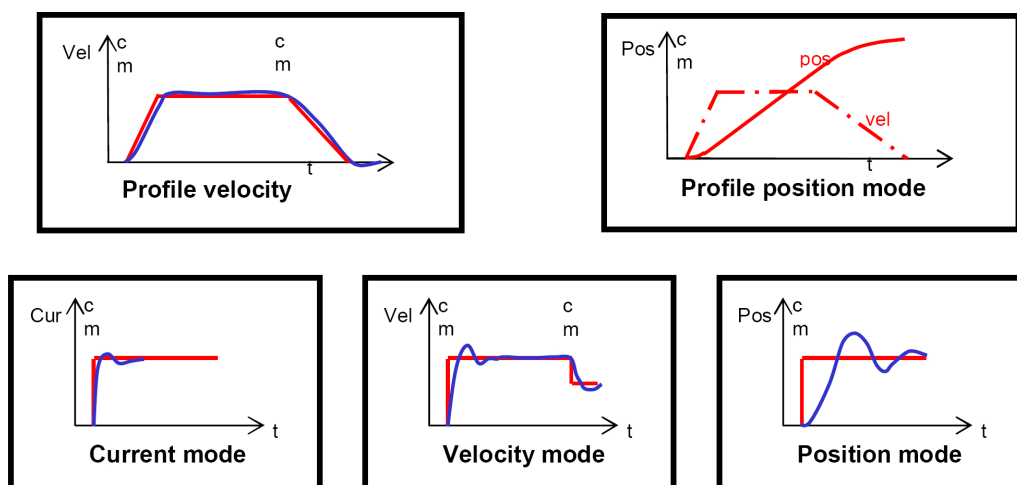 Vel
c
m
c
m
t
Profile velocity
Pos
c
m
pos
vel
t
Profile position mode
Cur
c
m
t
Current mode
Vel
c
m
c
m
t
Velocity mode
Pos
c
m
t
Position mode